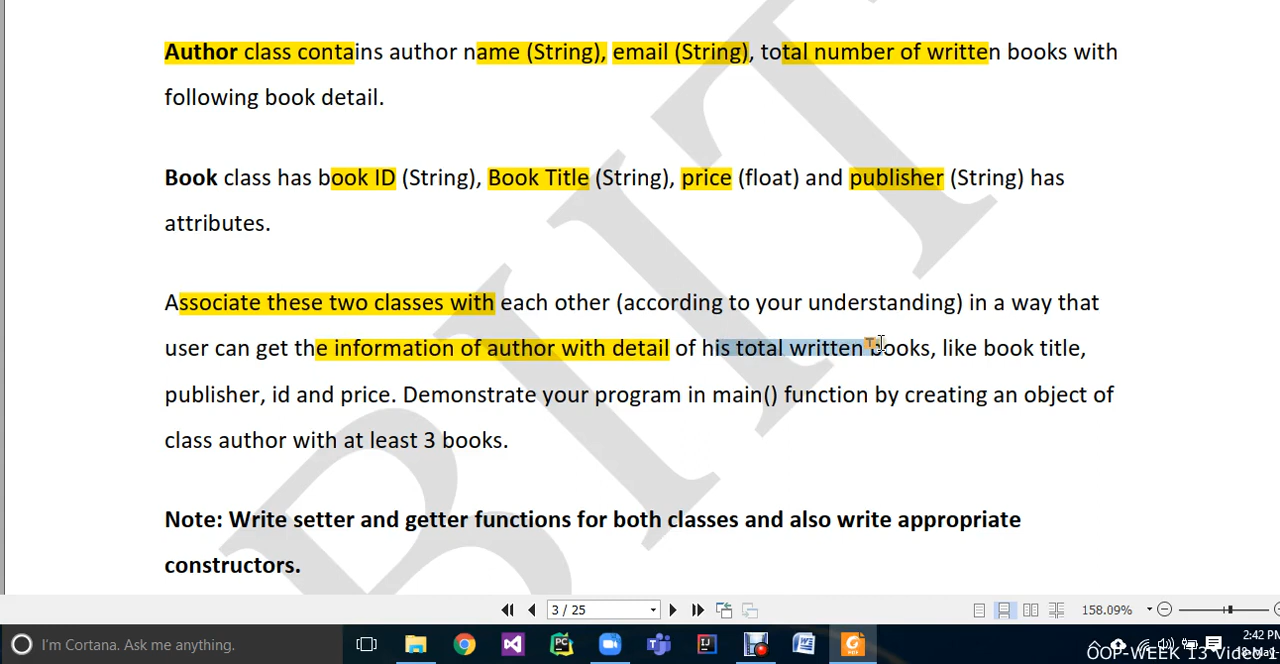 Author class contains author name (String), email (String), total number of written books with
following book detail.
Book class has book ID (String), Book Title (String), price (float) and publisher (String) has
attributes.
Associate these two classes with each other (according to your understanding) in a way that
user can get the information of author with detail of his total written books, like book title,
publisher, id and price. Demonstrate your program in main() function by creating an object of
class author with at least 3 books.
Note: Write setter and getter functions for both classes and also write appropriate
constructors.
BIIT
3 / 25
158.09%
I'm Cortana. Ask me anything.
2:42 PM
OOP-WEEK 13 Video-1